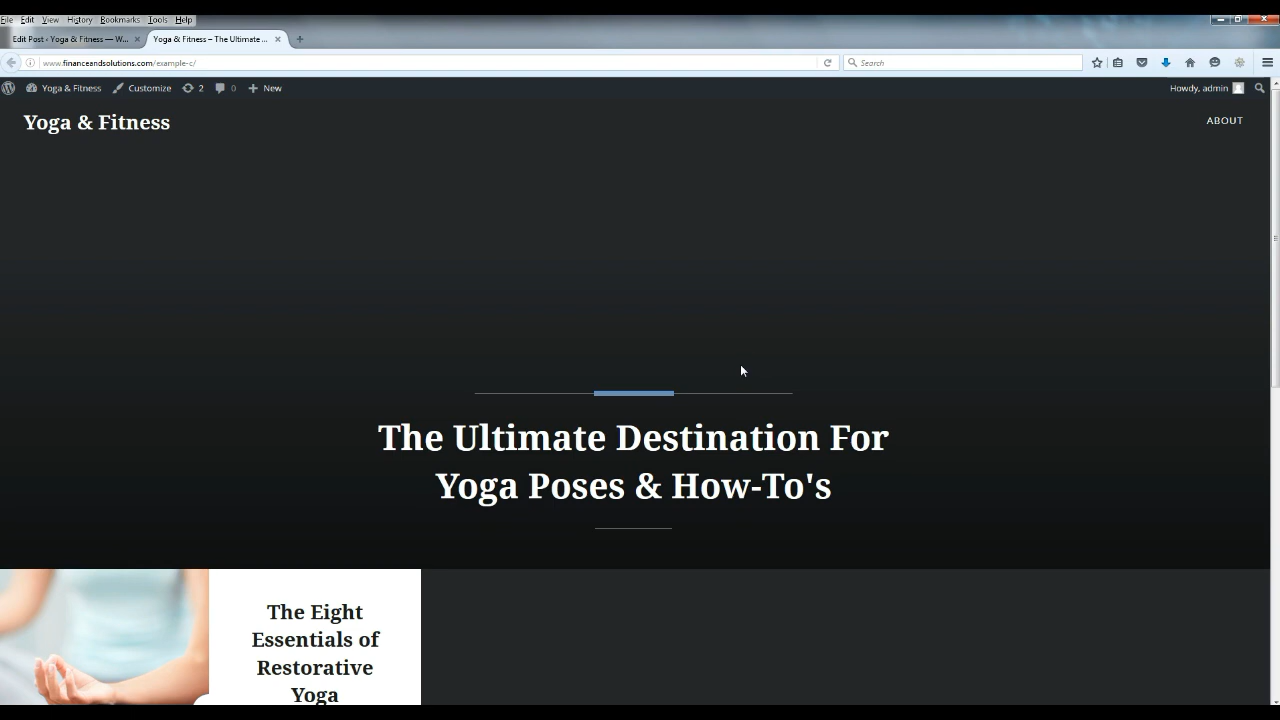 File Edit View History Bookmarks Tools Help
Edit Post ‹ Yoga & Fitness — W...
Yoga & Fitness – The Ultimate ...
www.financeandsolutions.com/example-c/
Search
Yoga & Fitness
Customize
2
0
New
Howdy, admin
Yoga & Fitness
ABOUT
The Ultimate Destination For
Yoga Poses & How-To's
The Eight
Essentials of
Restorative
Yoga